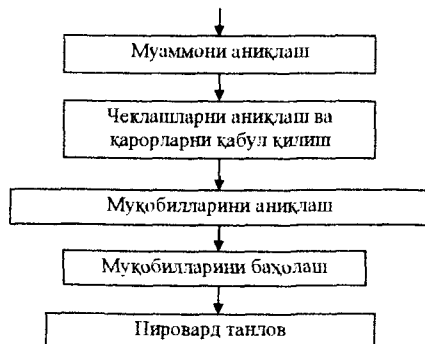 Муаммони аниқлаш
Чеклашларни аниқлаш ва
қарорларни қабул қилиш
Муқобилларини аниқлаш
Муқобилларини баҳолаш
Пировард танлов